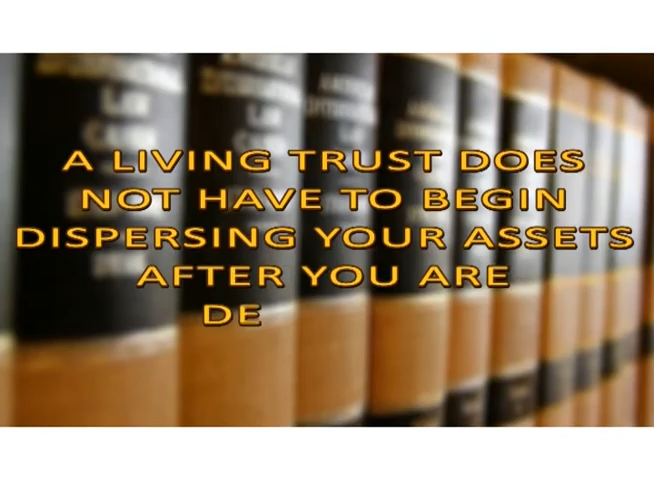 A LIVING TRUST DOES
NOT HAVE TO BEGIN
DISPERSING YOUR ASSETS
AFTER YOU ARE
DE